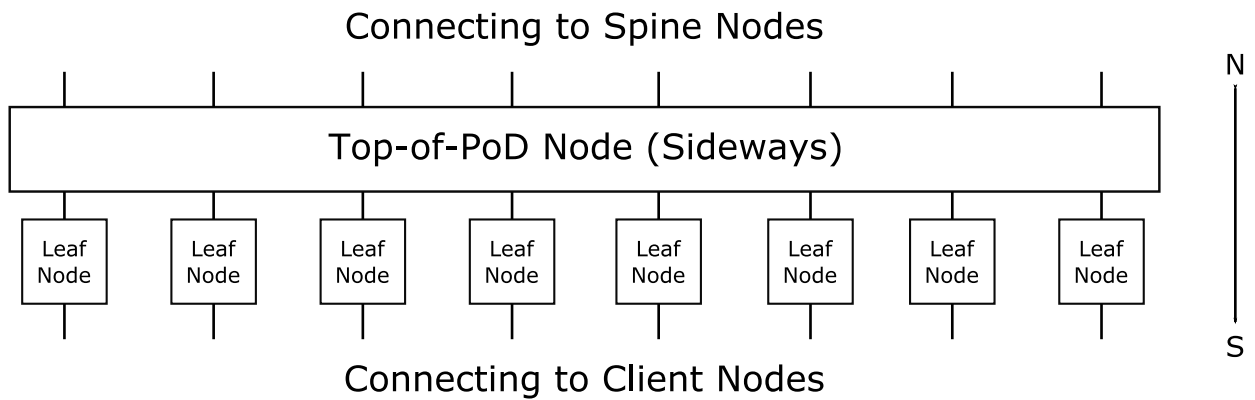 Connecting to Spine Nodes
N
Top-of-PoD Node (Sideways)
Leaf
Node
Leaf
Node
Leaf
Node
Leaf
Node
Leaf
Node
Leaf
Node
Leaf
Node
Leaf
Node
S
Connecting to Client Nodes